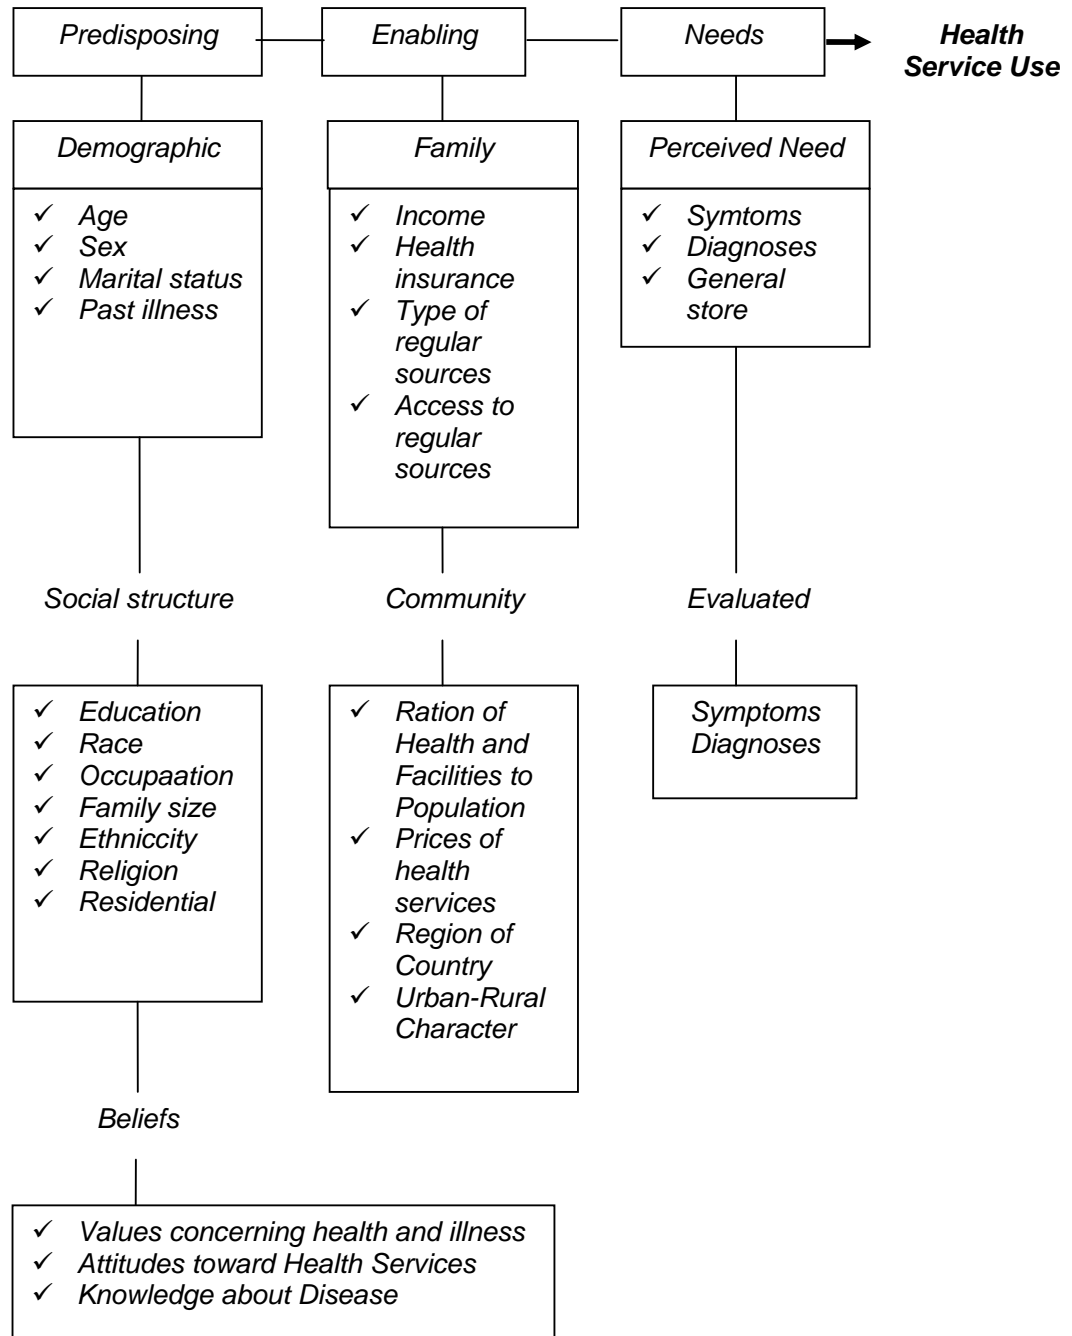 Predisposing
Enabling
Needs
Health
Service Use
Demographic
✓ Age
✓ Sex
✓ Marital status
✓ Past illness
Family
✓ Income
✓ Health
insurance
✓ Type of
regular
sources
✓ Access to
regular
sources
Perceived Need
✓ Symtoms
✓ Diagnoses
✓ General
store
Social structure
Community
Evaluated
✓ Education
✓ Race
✓ Occupaation
✓ Family size
✓ Ethniccity
✓ Religion
✓ Residential
✓ Ration of
Health and
Facilities to
Population
✓ Prices of
health
services
✓ Region of
Country
✓ Urban-Rural
Character
Symptoms
Diagnoses
Beliefs
✓ Values concerning health and illness
✓ Attitudes toward Health Services
✓ Knowledge about Disease